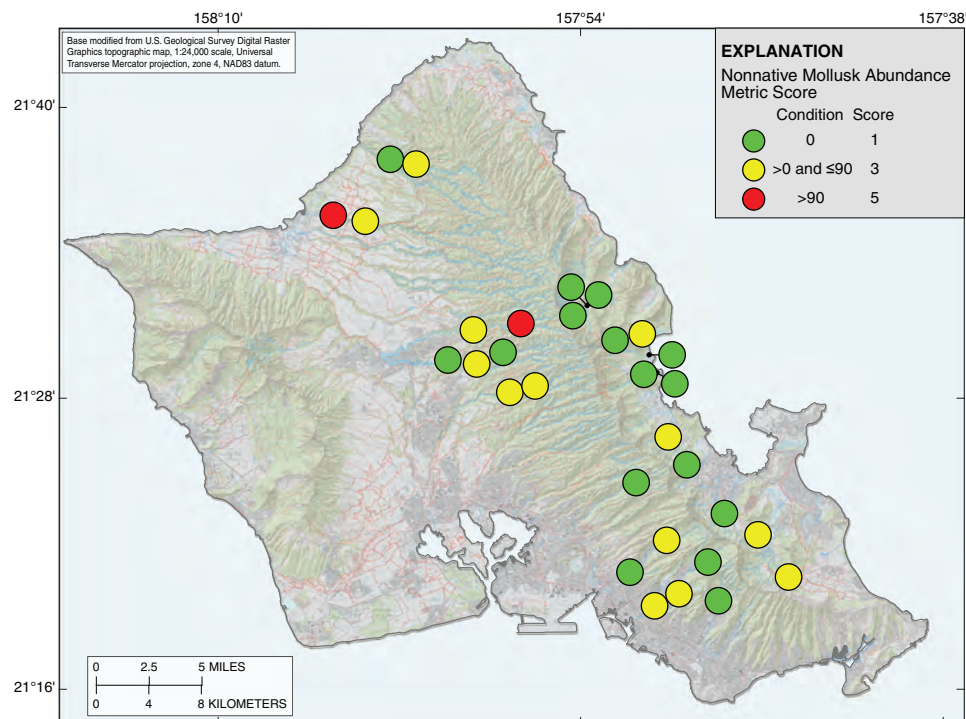 158°10' 157°54' 157°38'
Base modified from U.S. Geological Survey Digital Raster
Graphics topographic map, 1:24,000 scale, Universal
Transverse Mercator projection, zone 4, NAD83 datum.
EXPLANATION
Nonnative Mollusk Abundance
Metric Score
Condition Score
0 1
>0 and ≤90 3
>90 5
21°40'
21°28'
21°16'
0 2.5 5 MILES
0 4 8 KILOMETERS